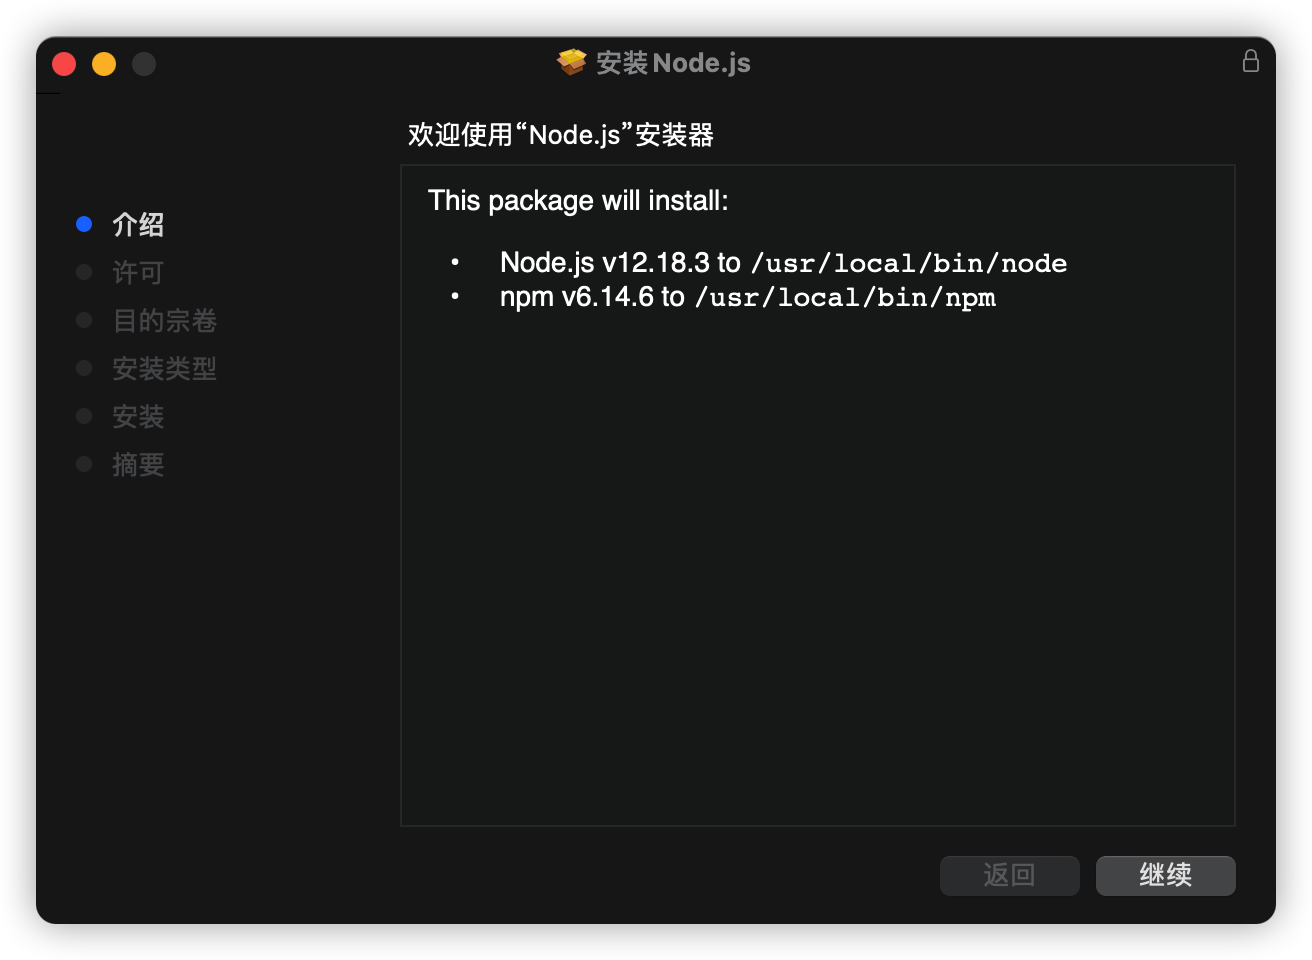 安装Node.js
欢迎使用“Node.js”安装器
介绍
许可
目的宗卷
安装类型
安装
摘要
This package will install:
• Node.js v12.18.3 to /usr/local/bin/node
• npm v6.14.6 to /usr/local/bin/npm
返回
继续